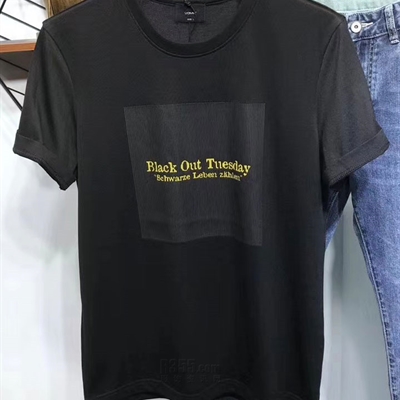 Black Out Tuesday
"Schwarze Leben zählen"